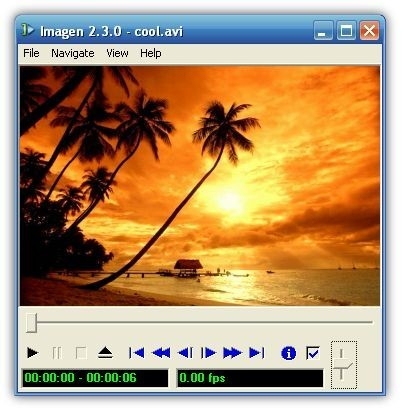 Imagen 2.3.0 - cool.avi
File Navigate View Help
00:00:00 - 00:00:06 0.00 fps